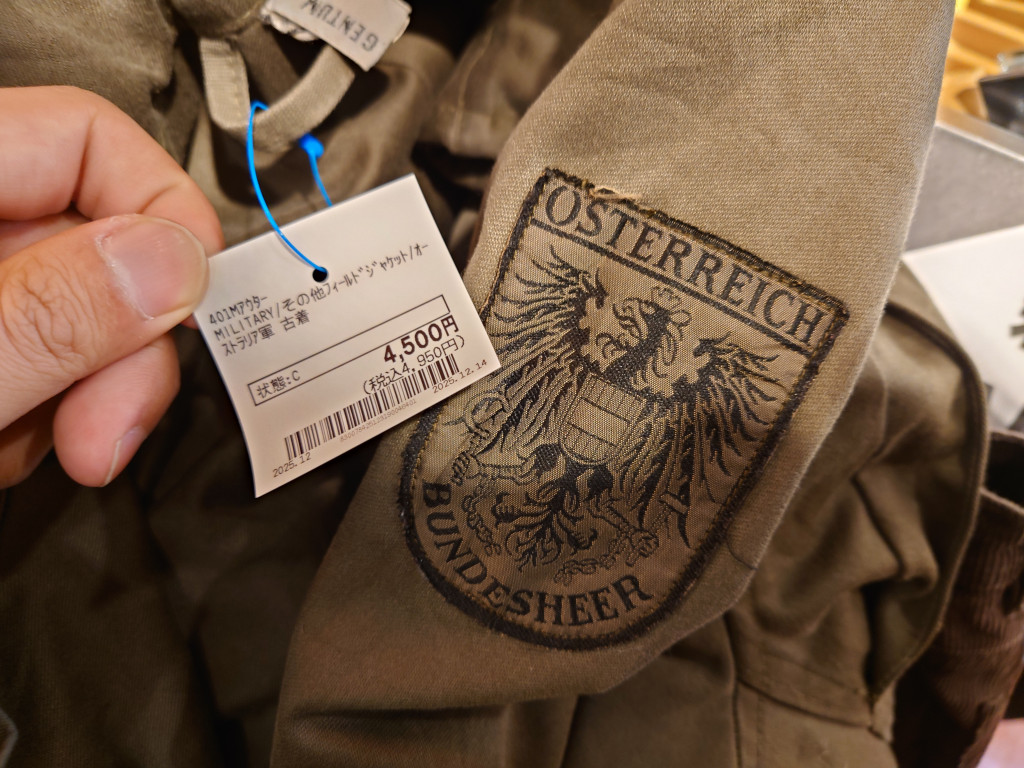 GENIUM
401Mアウター
MILITARY/その他フィールドジャケット/オー
ストラリア軍 古着
4,500円
状態:C
(税込4,950円)
2025.12
2025.12.14
ÖSTERREICH
BUNDESHEER